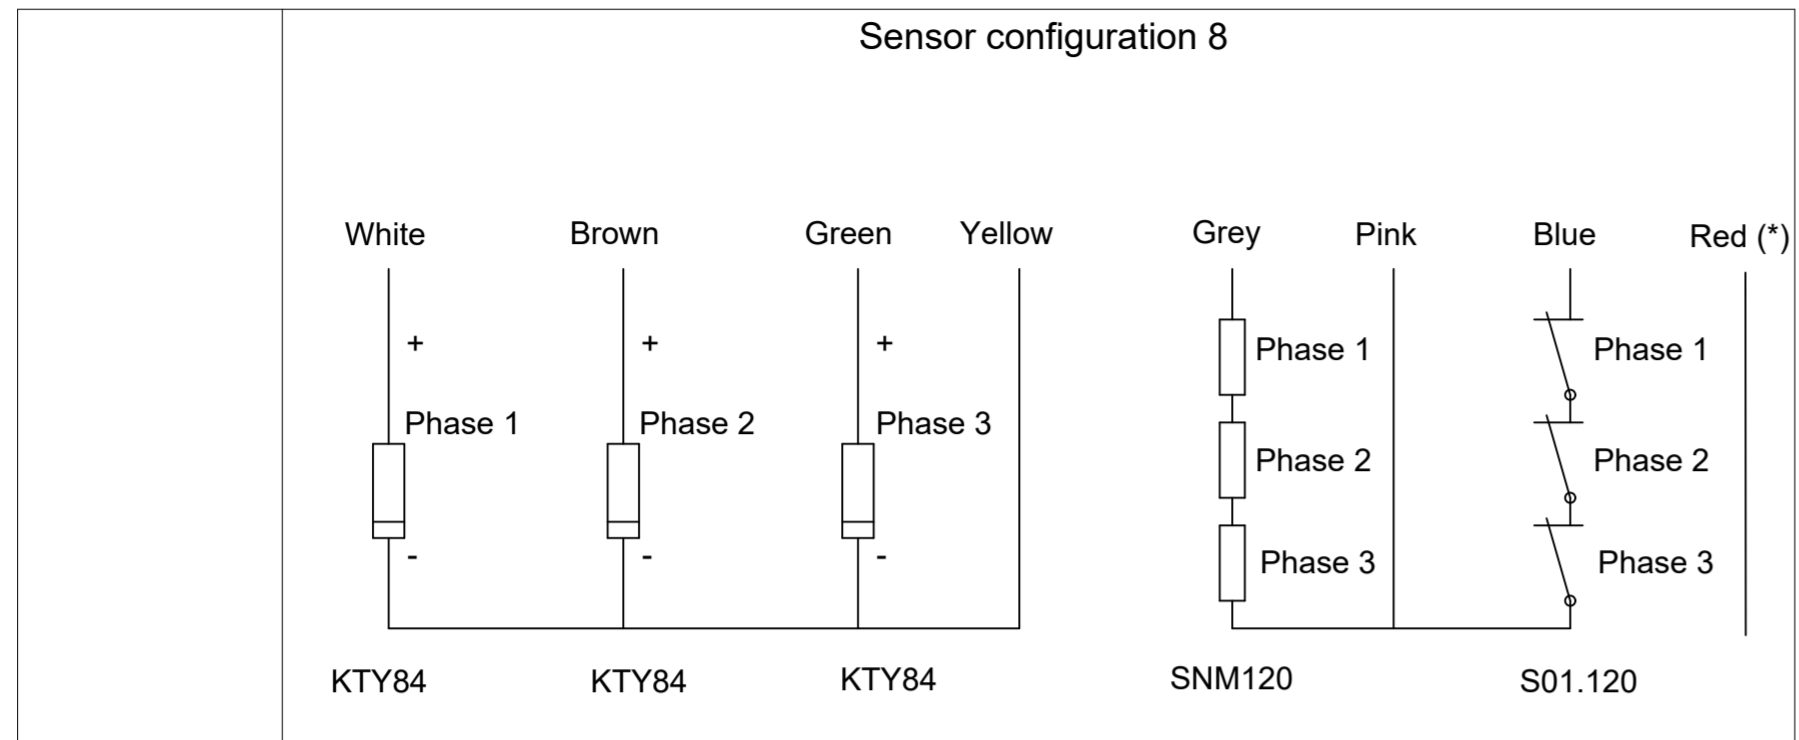 Sensor configuration 8
White Brown Green Yellow Grey Pink Blue Red (*)
+ + + Phase 1 Phase 1
Phase 1 Phase 2 Phase 3 Phase 2 Phase 2
- - - Phase 3 Phase 3
KTY84 KTY84 KTY84 SNM120 S01.120